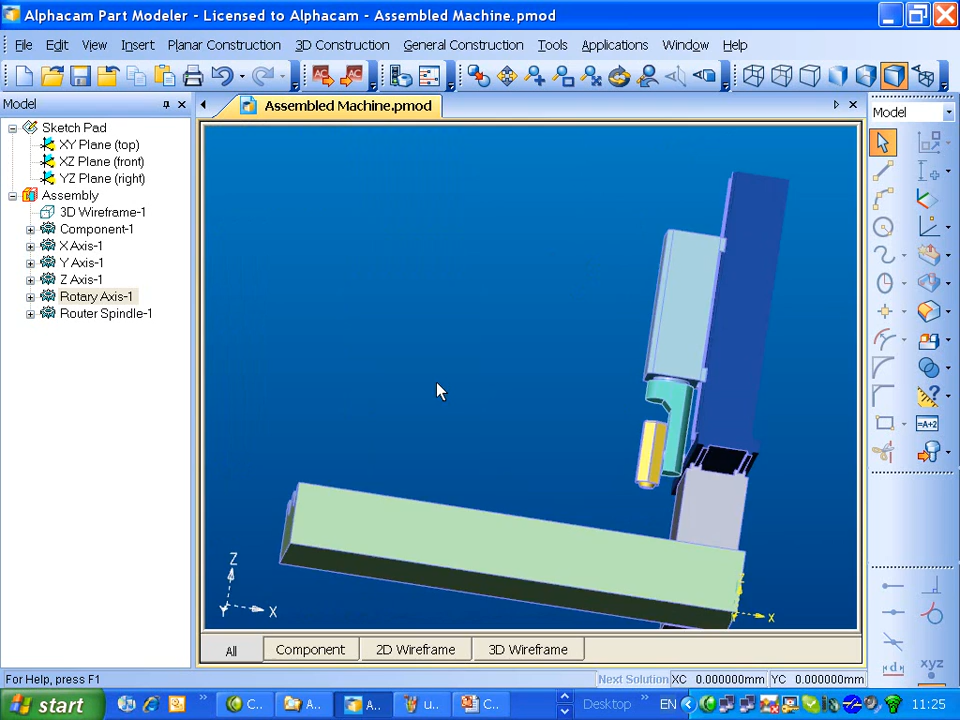 Alphacam Part Modeler - Licensed to Alphacam - Assembled Machine.pmod
File Edit View Insert Planar Construction 3D Construction General Construction Tools Applications Window Help
AC AC
Model
Assembled Machine.pmod
Model
Sketch Pad
XY Plane (top)
XZ Plane (front)
YZ Plane (right)
Assembly
3D Wireframe-1
Component-1
X Axis-1
Y Axis-1
Z Axis-1
Rotary Axis-1
Router Spindle-1
=A+2
Z
Y X
Z
Y X
xyz
All Component 2D Wireframe 3D Wireframe
For Help, press F1 Next Solution XC 0.000000mm YC 0.000000mm
start C... A... A... u... C... Desktop EN 11:25